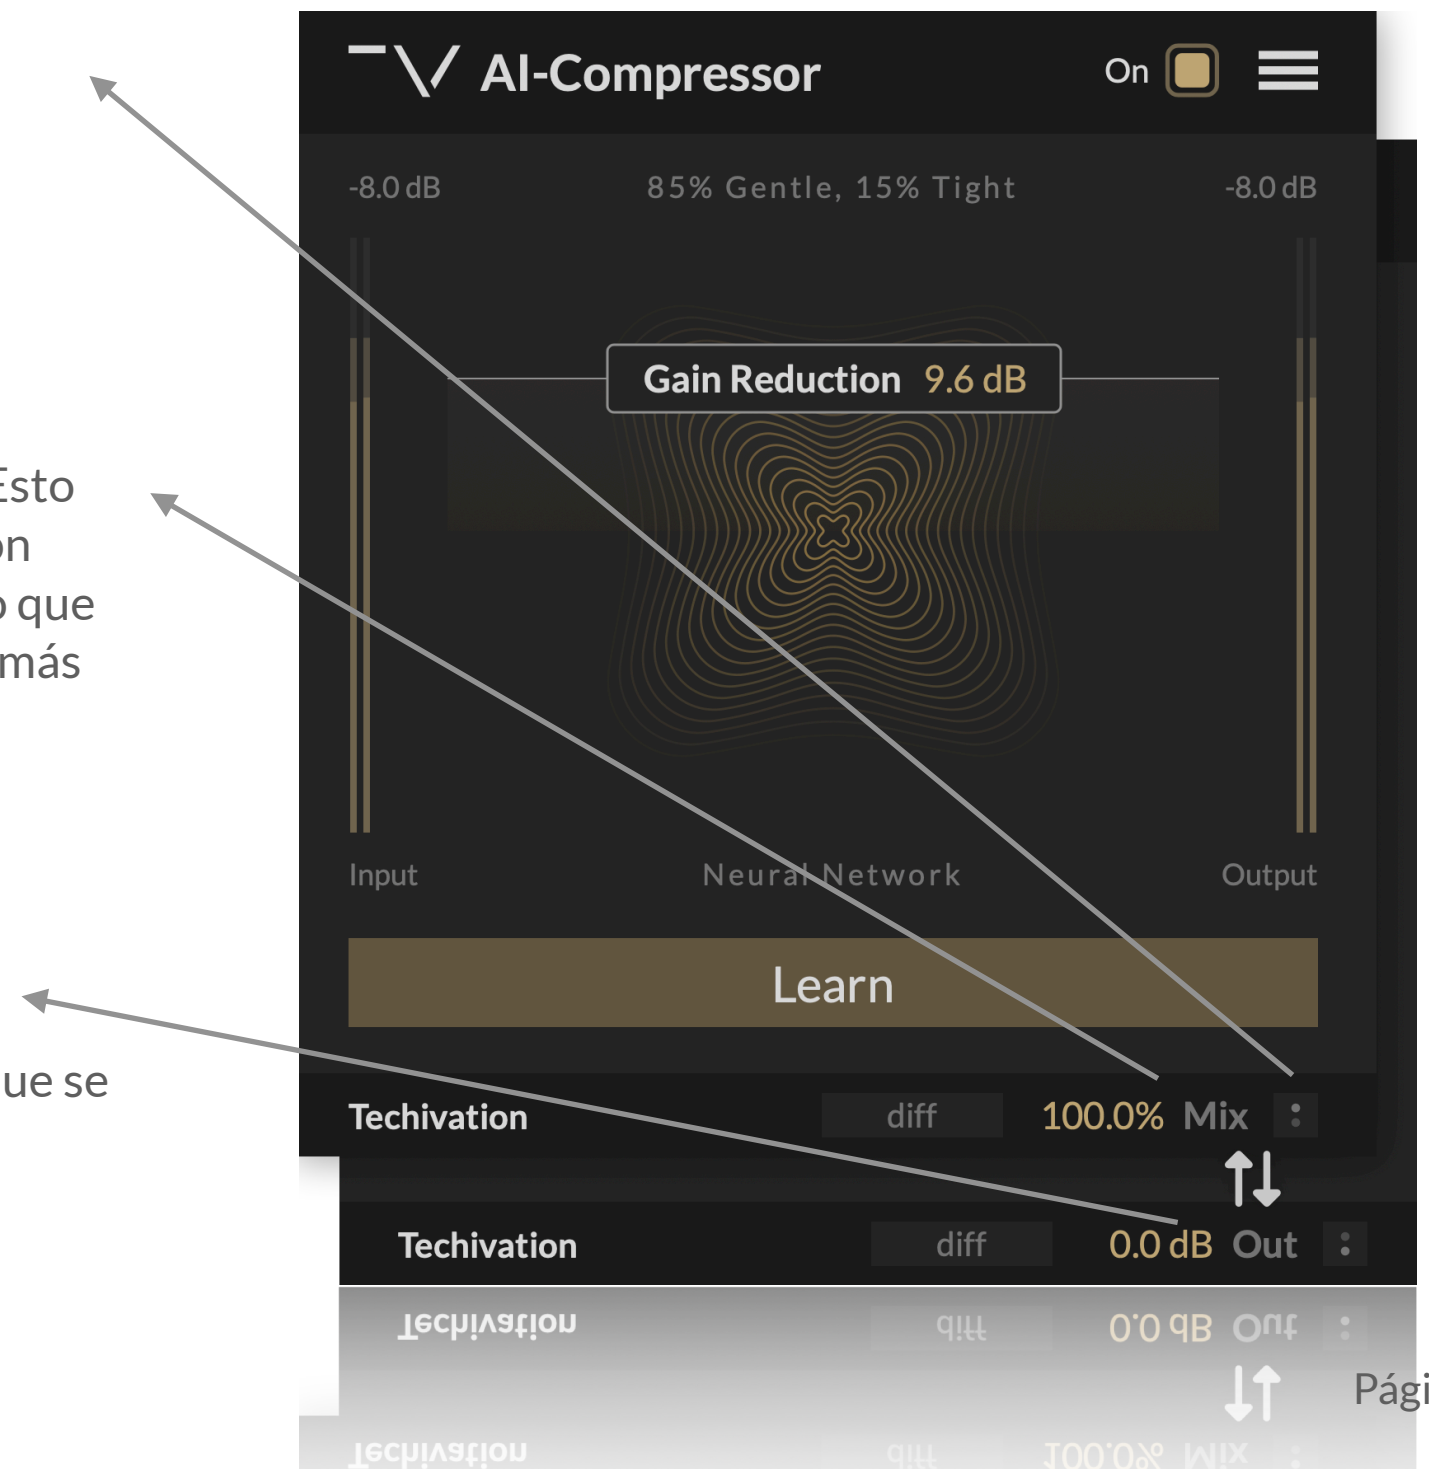 AI-Compressor
On
-8.0 dB
85% Gentle, 15% Tight
-8.0 dB
Gain Reduction 9.6 dB
Esto
ón
o que
más
Input
Neural Network
Output
Learn
ue se
Techivation
diff
100.0% Mix
Techivation
diff
0.0 dB Out
Techivation
diff
0.0 dB Out
Pági
Techivation
diff
100.0% Mix